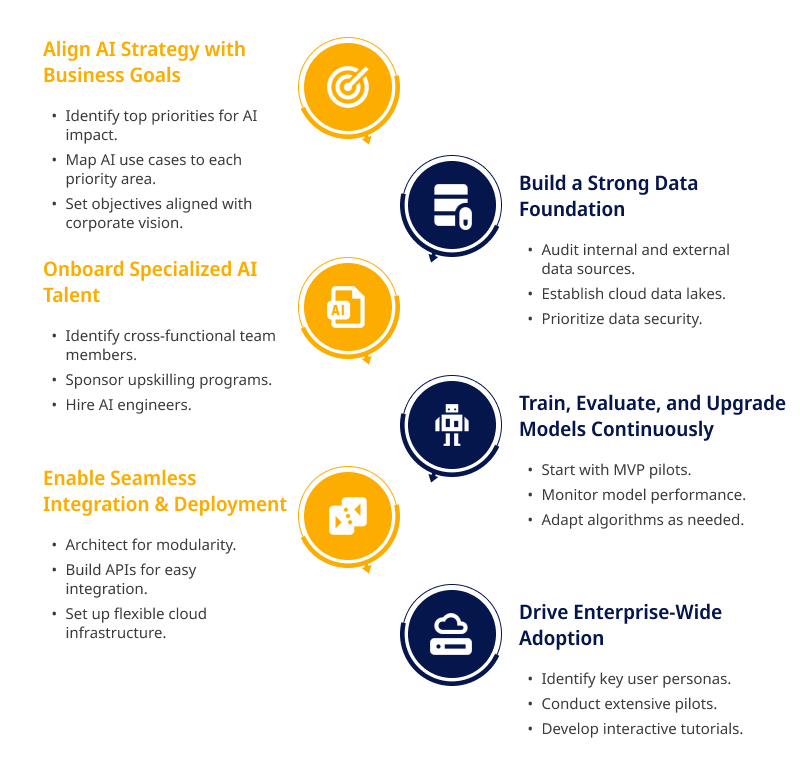 Align AI Strategy with
Business Goals
• Identify top priorities for AI
impact.
• Map AI use cases to each
priority area.
• Set objectives aligned with
corporate vision.
Build a Strong Data
Foundation
• Audit internal and external
data sources.
• Establish cloud data lakes.
• Prioritize data security.
Onboard Specialized AI
Talent
• Identify cross-functional team
members.
• Sponsor upskilling programs.
• Hire AI engineers.
AI
Train, Evaluate, and Upgrade
Models Continuously
• Start with MVP pilots.
• Monitor model performance.
• Adapt algorithms as needed.
Enable Seamless
Integration & Deployment
• Architect for modularity.
• Build APIs for easy
integration.
• Set up flexible cloud
infrastructure.
Drive Enterprise-Wide
Adoption
• Identify key user personas.
• Conduct extensive pilots.
• Develop interactive tutorials.